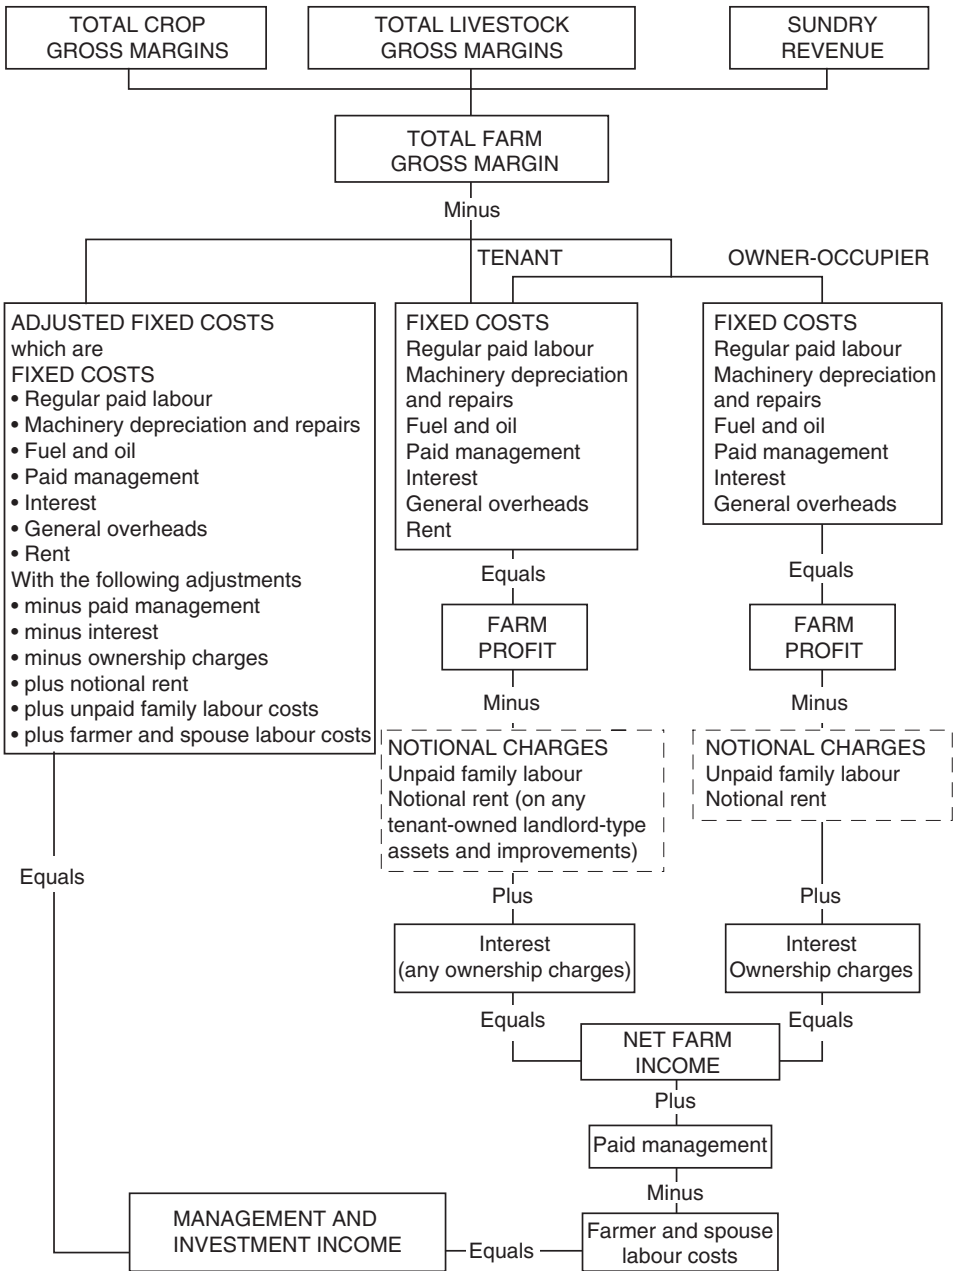 TOTAL CROP
GROSS MARGINS
TOTAL LIVESTOCK
GROSS MARGINS
SUNDRY
REVENUE
TOTAL FARM
GROSS MARGIN
Minus
TENANT
OWNER-OCCUPIER
ADJUSTED FIXED COSTS
which are
FIXED COSTS
• Regular paid labour
• Machinery depreciation and repairs
• Fuel and oil
• Paid management
• Interest
• General overheads
• Rent
With the following adjustments
• minus paid management
• minus interest
• minus ownership charges
• plus notional rent
• plus unpaid family labour costs
• plus farmer and spouse labour costs
Equals
FIXED COSTS
Regular paid labour
Machinery depreciation
and repairs
Fuel and oil
Paid management
Interest
General overheads
Rent
Equals
FARM
PROFIT
Minus
NOTIONAL CHARGES
Unpaid family labour
Notional rent (on any
tenant-owned landlord-type
assets and improvements)
Plus
Interest
(any ownership charges)
Equals
FIXED COSTS
Regular paid labour
Machinery depreciation
and repairs
Fuel and oil
Paid management
Interest
General overheads
Equals
FARM
PROFIT
Minus
NOTIONAL CHARGES
Unpaid family labour
Notional rent
Plus
Interest
Ownership charges
Equals
NET FARM
INCOME
Plus
Paid management
Minus
Farmer and spouse
labour costs
Equals
MANAGEMENT AND
INVESTMENT INCOME